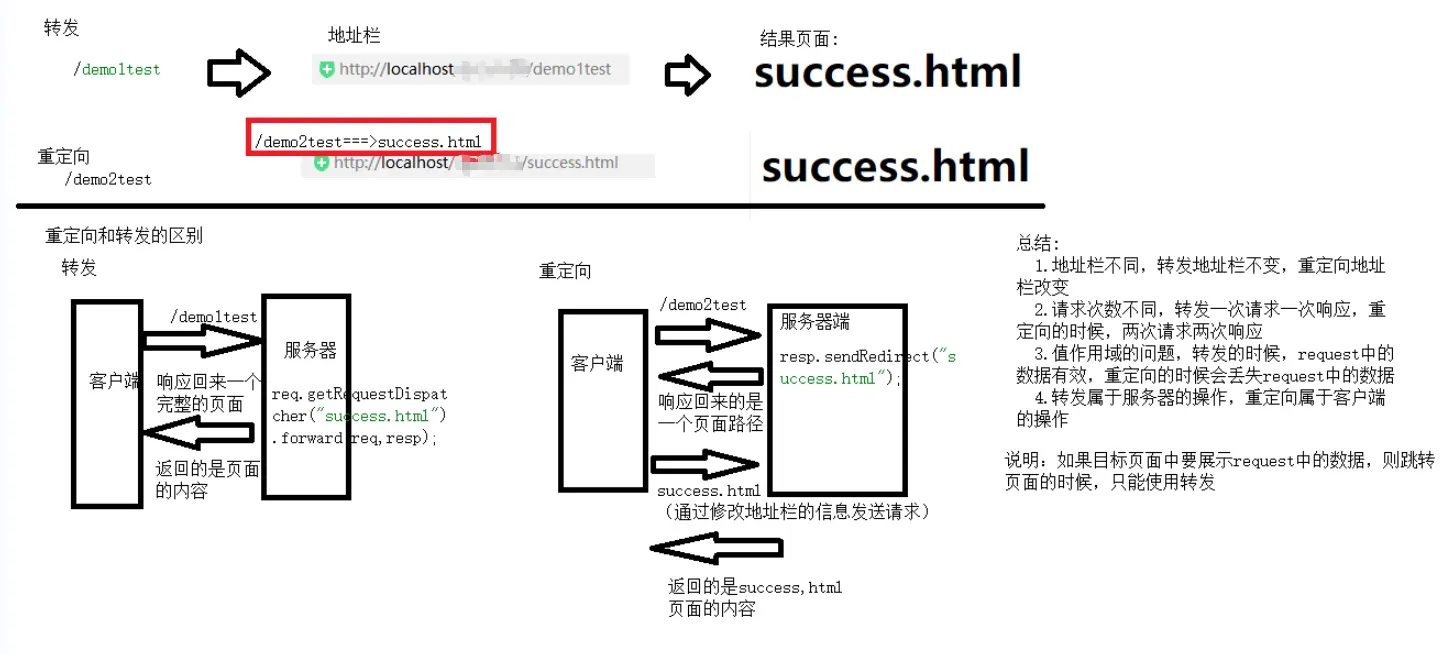 转发
/demo1test
地址栏
http://localhost
/demo1test
结果页面:
success.html
/demo2test===>success.html
重定向
/demo2test
http://localhost/
/success.html
success.html
重定向和转发的区别
转发
/demo1test
客户端
响应回来一个
完整的页面
返回的是页面
的内容
服务器
req.getRequestDispat
cher("success.html")
.forward(req,resp);
重定向
客户端
/demo2test
响应回来的是
一个页面路径
success.html
(通过修改地址栏的信息发送请求)
返回的是success,html
页面的内容
服务器端
resp.sendRedirect("s
uccess.html");
总结:
1.地址栏不同，转发地址栏不变，重定向地址
栏改变
2.请求次数不同，转发一次请求一次响应，重
定向的时候，两次请求两次响应
3.值作用域的问题，转发的时候，request中的
数据有效，重定向的时候会丢失request中的数据
4.转发属于服务器的操作，重定向属于客户端
的操作
说明：如果目标页面中要展示request中的数据，则跳转
页面的时候，只能使用转发